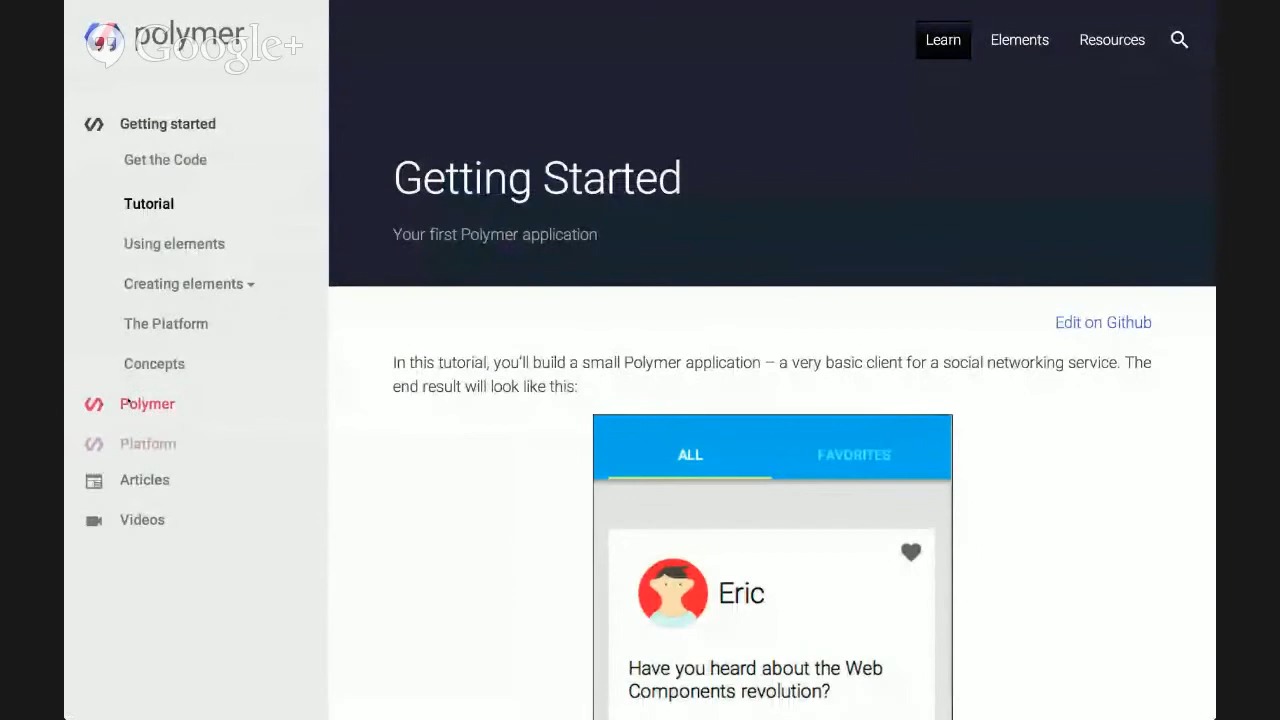 polymer
Google+
Learn
Elements
Resources
Getting started
Get the Code
Tutorial
Using elements
Creating elements
The Platform
Concepts
Polymer
Platform
Articles
Videos
Getting Started
Your first Polymer application
Edit on Github
In this tutorial, you'll build a small Polymer application – a very basic client for a social networking service. The
end result will look like this:
ALL
FAVORITES
Eric
Have you heard about the Web
Components revolution?